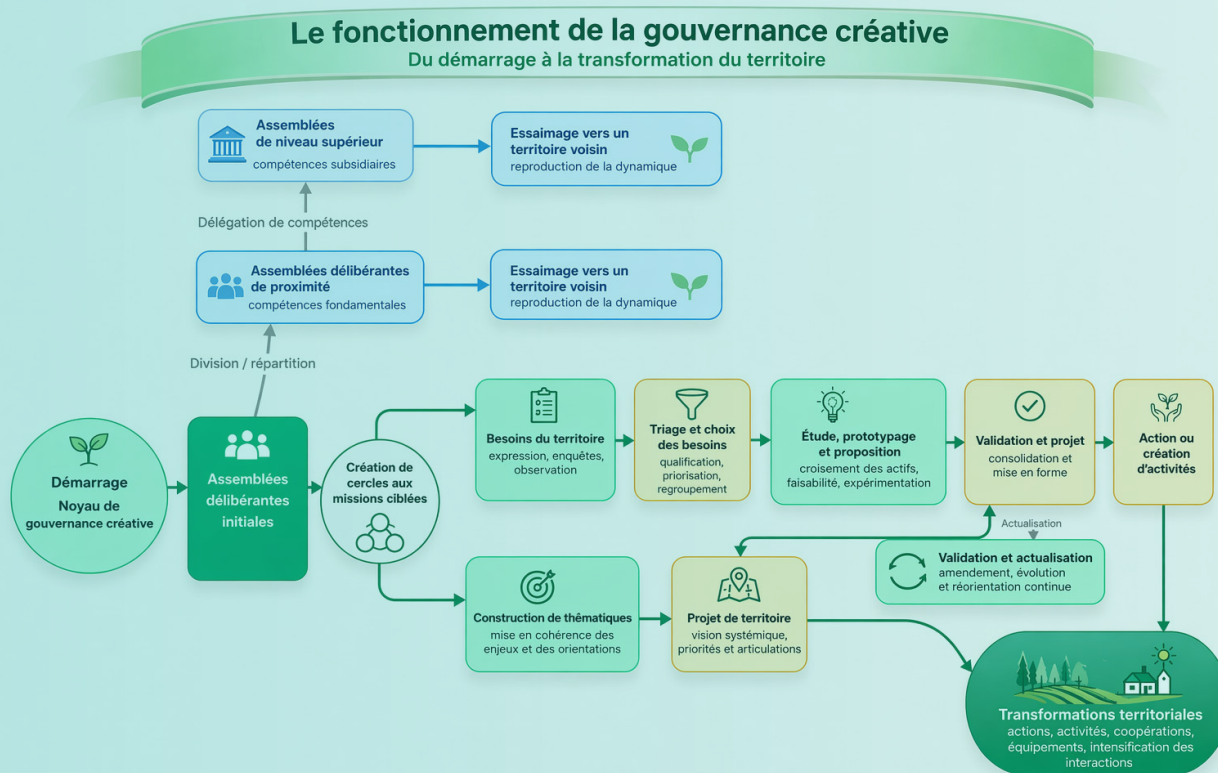 Le fonctionnement de la gouvernance créative
Du démarrage à la transformation du territoire
Assemblées
de niveau supérieur
compétences subsidiaires
Essaimage vers un
territoire voisin
reproduction de la dynamique
Délégation de compétences
Assemblées délibérantes
de proximité
compétences fondamentales
Essaimage vers un
territoire voisin
reproduction de la dynamique
Division / répartition
Démarrage
Noyau de
gouvernance créative
Assemblées
délibérantes
initiales
Création de
cercles aux
missions ciblées
Besoins du territoire
expression, enquêtes,
observation
Triage et choix
des besoins
qualification,
priorisation,
regroupement
Étude, prototypage
et proposition
croisement des actifs,
faisabilité, expérimentation
Validation et projet
consolidation et
mise en forme
Action ou
création
d'activités
Actualisation
Validation et actualisation
amendement, évolution
et réorientation continue
Construction de thématiques
mise en cohérence des
enjeux et des orientations
Projet de territoire
vision systémique,
priorités et articulations
Transformations territoriales
actions, activités, coopérations,
équipements, intensification des
interactions